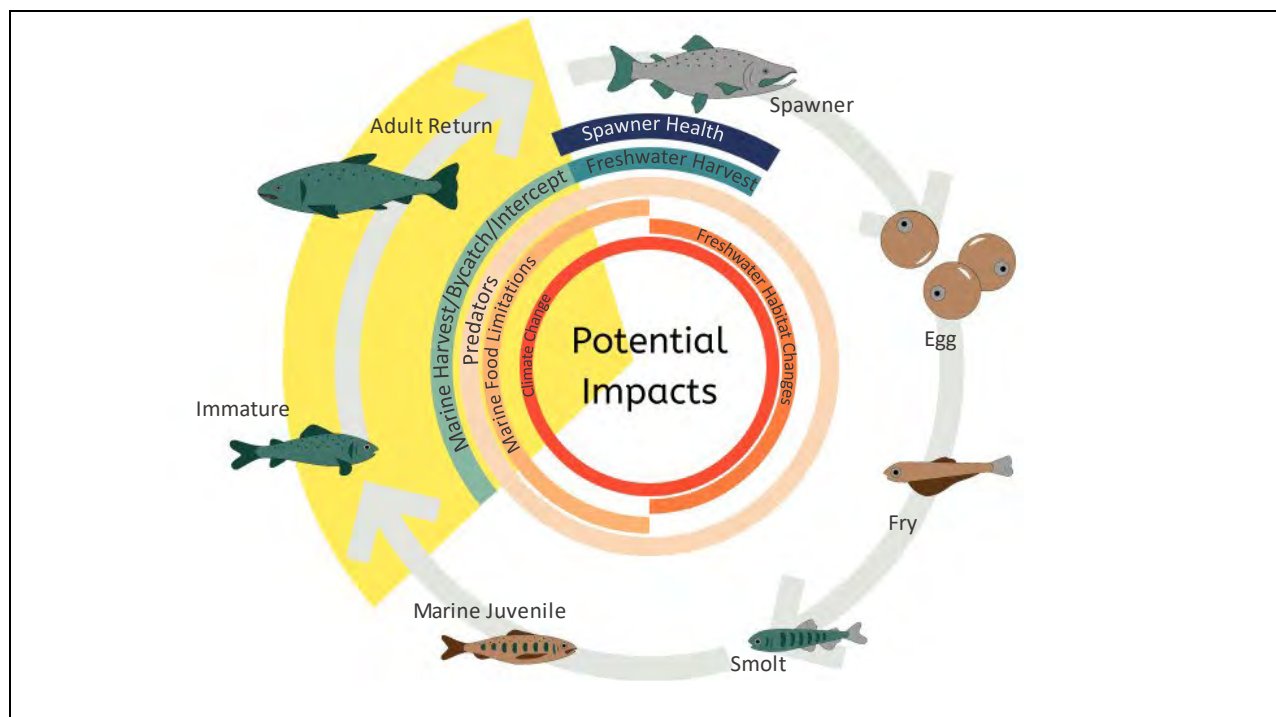 Spawner
Adult Return
Spawner Health
Freshwater Harvest
Marine Harvest/Bycatch/Intercept
Predators
Marine Food Limitations
Climate Change
Freshwater Habitat Changes
Potential
Impacts
Egg
Immature
Fry
Marine Juvenile
Smolt